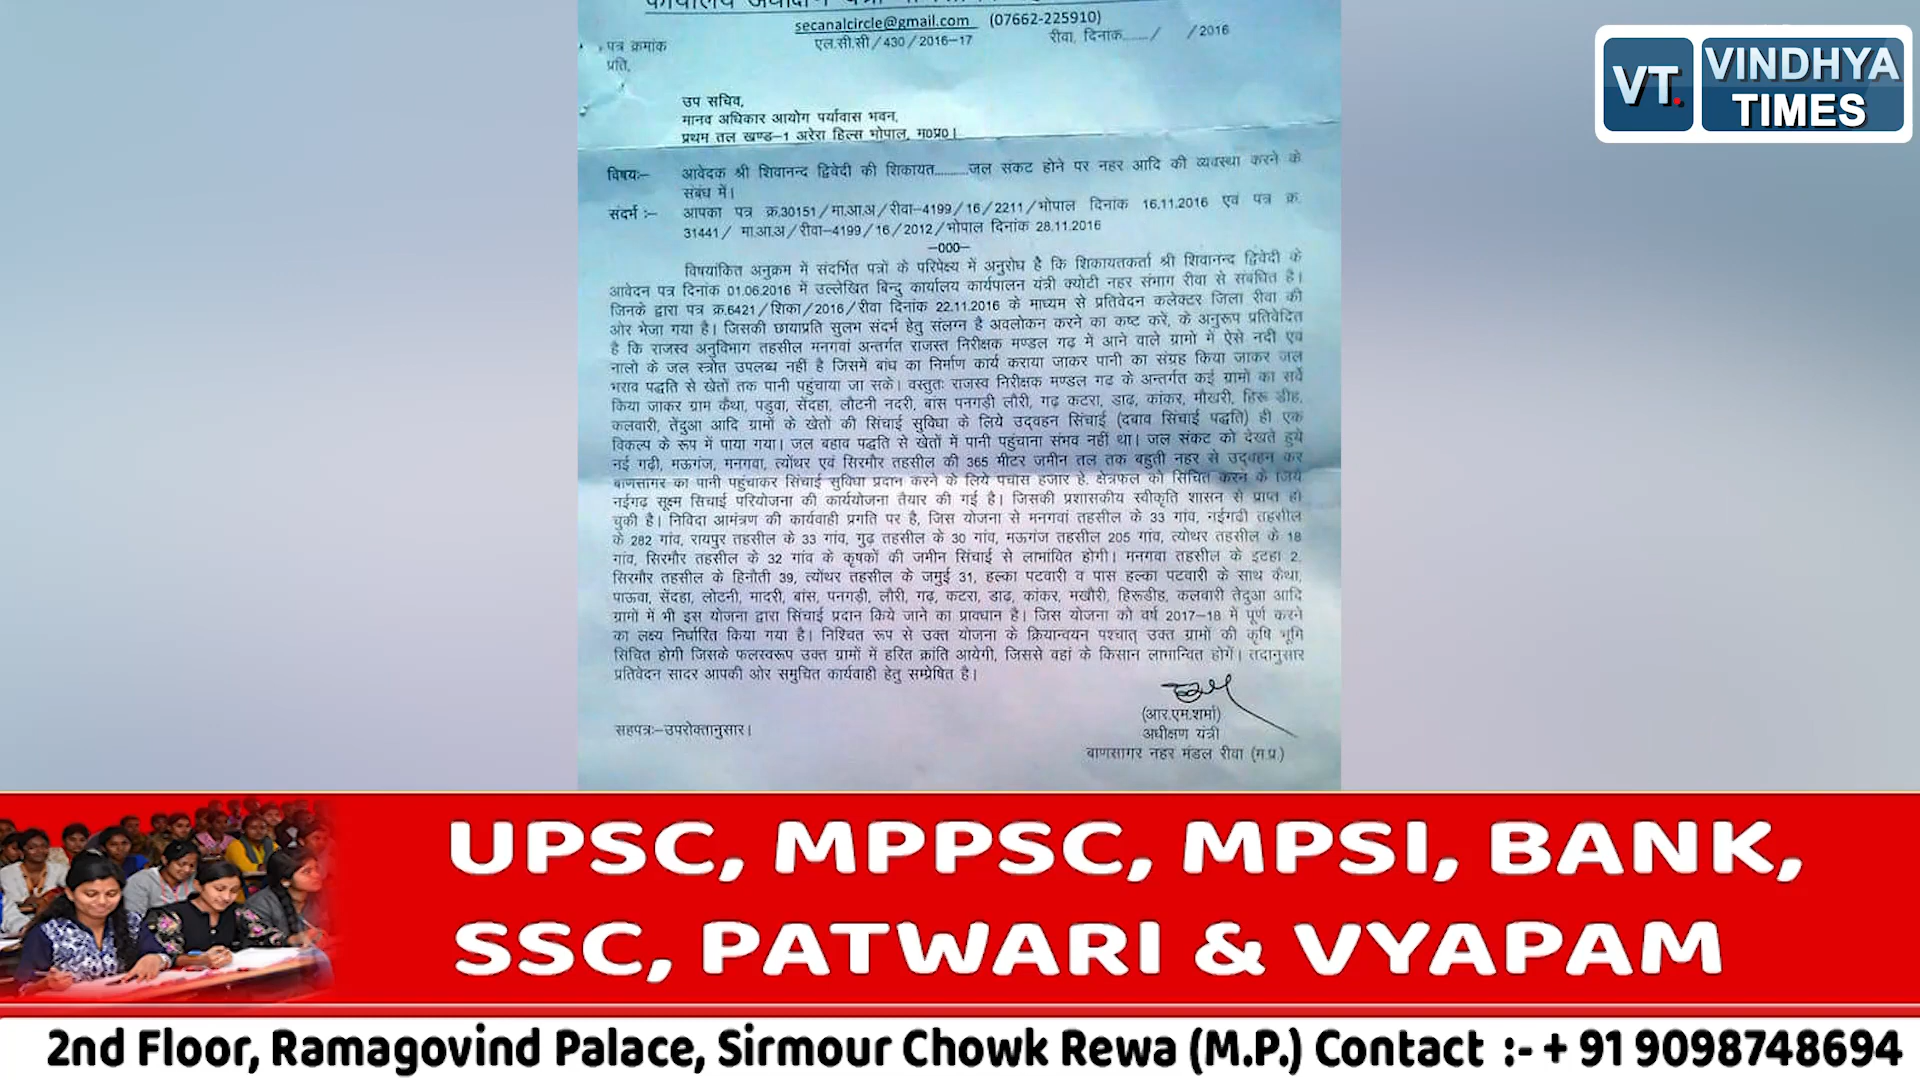 secanalcircle@gmail.com (07662-225910)
पत्र क्रमांक एल.सी.सी/430/2016-17 रीवा, दिनांक....../ /2016
प्रति,
उप सचिव,
मानव अधिकार आयोग पर्यावास भवन,
प्रथम तल खण्ड-1 अरेरा हिल्स भोपाल, म0प्र0।
विषयः- आवेदक श्री शिवानन्द द्विवेदी की शिकायत..........जल संकट होने पर नहर आदि की व्यवस्था करने के
संबंध में।
संदर्भ :- आपका पत्र क्र.30151/मा.आ.अ/रीवा-4199/16/2211/भोपाल दिनांक 16.11.2016 एवं पत्र क्र.
31441/ मा.आ.अ/रीवा-4199/16/2012/भोपाल दिनांक 28.11.2016
-000-
विषयांकित अनुक्रम में संदर्भित पत्रों के परिपेक्ष्य में अनुरोध है कि शिकायतकर्ता श्री शिवानन्द द्विवेदी के
आवेदन पत्र दिनांक 01.06.2016 में उल्लेखित बिन्दु कार्यालय कार्यपालन यंत्री क्योटी नहर संभाग रीवा से संबंधित है।
जिनके द्वारा पत्र क्र.6421/शिका/2016/रीवा दिनांक 22.11.2016 के माध्यम से प्रतिवेदन कलेक्टर जिला रीवा की
ओर भेजा गया है। जिसकी छायाप्रति सुलभ संदर्भ हेतु संलग्न है अवलोकन करने का कष्ट करें, के अनुरूप प्रतिवेदित
है कि राजस्व अनुविभाग तहसील मनगवां अन्तर्गत राजस्त निरीक्षक मण्डल गढ़ में आने वाले ग्रामो में ऐसे नदी एवं
नालो के जल स्त्रोत उपलब्ध नहीं है जिसमें बांध का निर्माण कार्य कराया जाकर पानी का संग्रह किया जाकर जल
भराव पद्धति से खेतों तक पानी पहुंचाया जा सके। वस्तुतः राजस्व निरीक्षक मण्डल गढ के अन्तर्गत कई ग्रामों का सर्वे
किया जाकर ग्राम कैंथा, पडुवा, सेंदहा, लौटनी नदरी, बांस पनगड़ी लौरी, गढ़ कटरा, डाढ़, कांकर, मौखरी, हिरू डीह,
कलवारी, तेंदुआ आदि ग्रामों के खेतों की सिंचाई सुविधा के लिये उद्वहन सिंचाई (दबाव सिंचाई पद्धति) ही एक
विकल्प के रूप में पाया गया। जल बहाव पद्धति से खेतों में पानी पहुंचाना संभव नहीं था। जल संकट को देखते हुये
नई गढ़ी, मऊगंज, मनगवा, त्योंथर एवं सिरमौर तहसील की 365 मीटर जमीन तल तक बहुती नहर से उद्वहन कर
बाणसागर का पानी पहुंचाकर सिंचाई सुविधा प्रदान करने के लिये पचास हजार हे. क्षेत्रफल को सिंचित करने के लिये
नईगढ़ सूक्ष्म सिचाई परियोजना की कार्ययोजना तैयार की गई है। जिसकी प्रशासकीय स्वीकृति शासन से प्राप्त हो
चुकी है। निविदा आमंत्रण की कार्यवाही प्रगति पर है, जिस योजना से मनगवां तहसील के 33 गांव, नईगढी तहसील
के 282 गांव, रायपुर तहसील के 33 गांव, गुढ़ तहसील के 30 गांव, मऊगंज तहसील 205 गांव, त्योथर तहसील के 18
गांव, सिरमौर तहसील के 32 गांव के कृषकों की जमीन सिंचाई से लाभांवित होगी। मनगवा तहसील के इटहा 2,
सिरमौर तहसील के हिनौती 39, त्योंथर तहसील के जमुई 31, हल्का पटवारी व पास हल्का पटवारी के साथ कैथा,
पाऊवा, सेंदहा, लोटनी, मादरी, बांस, पनगड़ी, लौरी, गढ़, कटरा, डाढ़, कांकर, मखौरी, हिरूडीह, कलवारी तेदुआ आदि
ग्रामों में भी इस योजना द्वारा सिंचाई प्रदान किये जाने का प्रावधान है। जिस योजना को वर्ष 2017-18 में पूर्ण करने
का लक्ष्य निर्धारित किया गया है। निश्चित रूप से उक्त योजना के क्रियान्वयन पश्चात् उक्त ग्रामों की कृषि भूमि
सिंचित होगी जिसके फलस्वरूप उक्त ग्रामों में हरित क्रांति आयेगी, जिससे वहां के किसान लाभान्वित होगें। तदानुसार
प्रतिवेदन सादर आपकी ओर समुचित कार्यवाही हेतु सम्प्रेषित है।
(आर.एम.शर्मा)
सहपत्रः-उपरोक्तानुसार।
अधीक्षण यंत्री
बाणसागर नहर मंडल रीवा (म.प्र.)
VT.
VINDHYA
TIMES
UPSC, MPPSC, MPSI, BANK,
SSC, PATWARI & VYAPAM
2nd Floor, Ramagovind Palace, Sirmour Chowk Rewa (M.P.) Contact :- + 91 9098748694